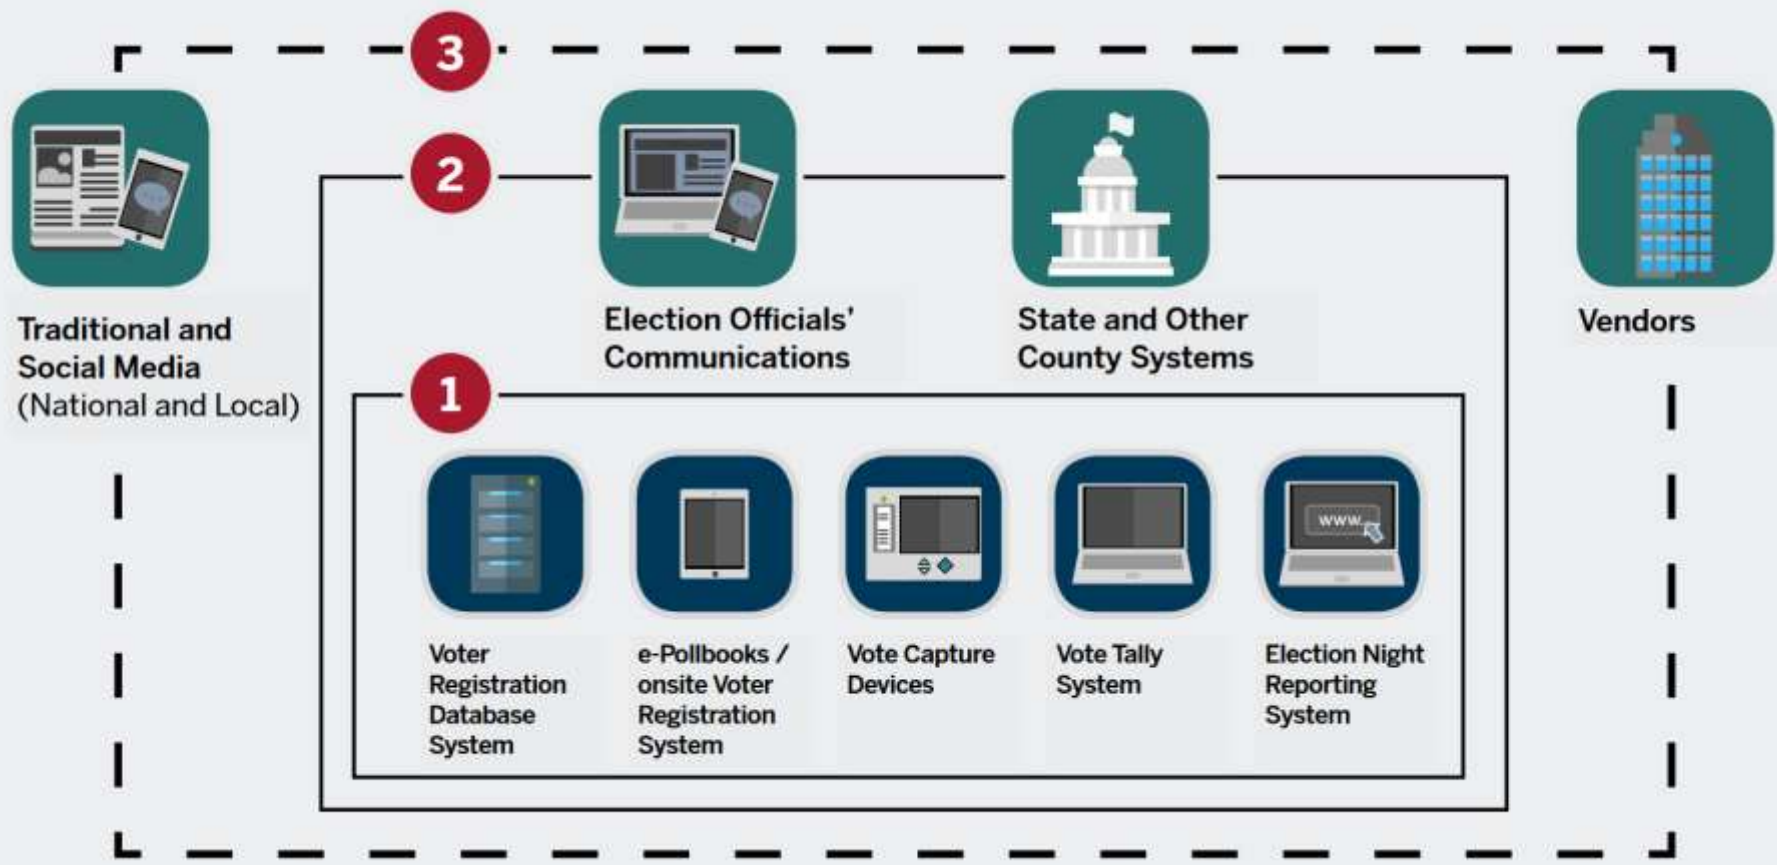 3
2
Traditional and
Social Media
(National and Local)
Election Officials'
Communications
State and Other
County Systems
Vendors
1
www...
Voter
Registration
Database
System
e-Pollbooks /
onsite Voter
Registration
System
Vote Capture
Devices
Vote Tally
System
Election Night
Reporting
System